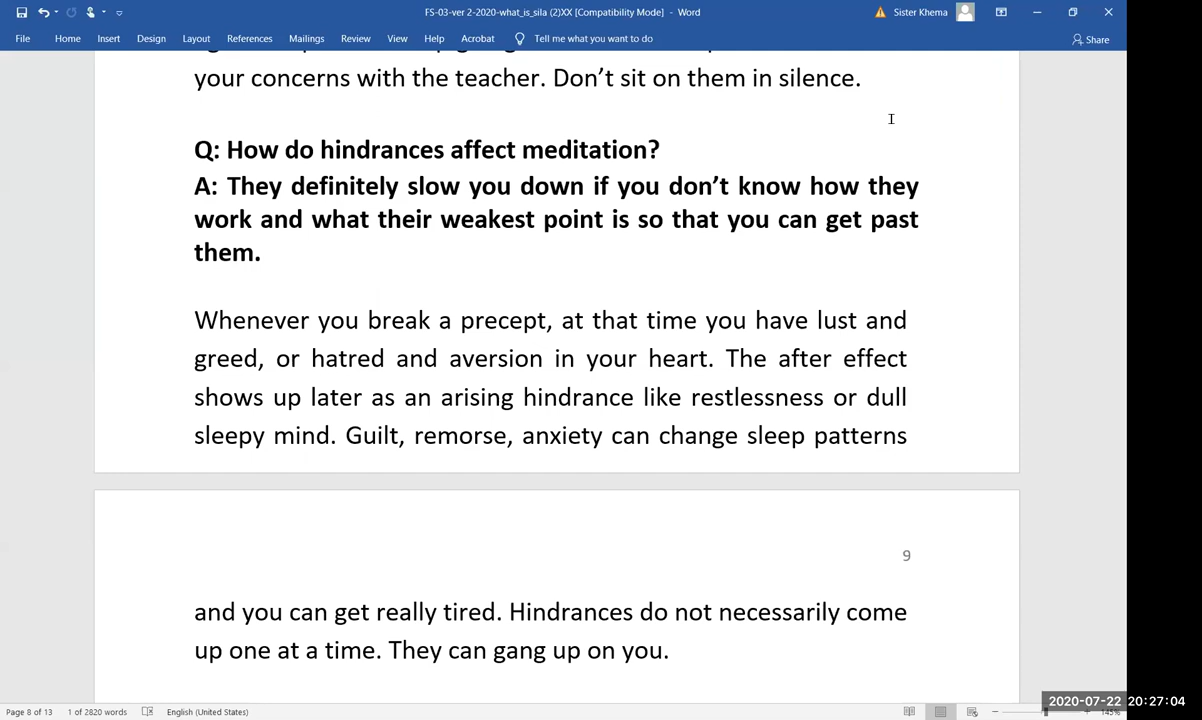 FS-03-ver 2-2020-what_is_sila (2)XX [Compatibility Mode] - Word
Sister Khema
File Home Insert Design Layout References Mailings Review View Help Acrobat Tell me what you want to do
Share
your concerns with the teacher. Don’t sit on them in silence.
Q: How do hindrances affect meditation?
A: They definitely slow you down if you don’t know how they
work and what their weakest point is so that you can get past
them.
Whenever you break a precept, at that time you have lust and
greed, or hatred and aversion in your heart. The after effect
shows up later as an arising hindrance like restlessness or dull
sleepy mind. Guilt, remorse, anxiety can change sleep patterns
9
and you can get really tired. Hindrances do not necessarily come
up one at a time. They can gang up on you.
2020-07-22 20:27:04
Page 8 of 13 1 of 2820 words English (United States) 145%